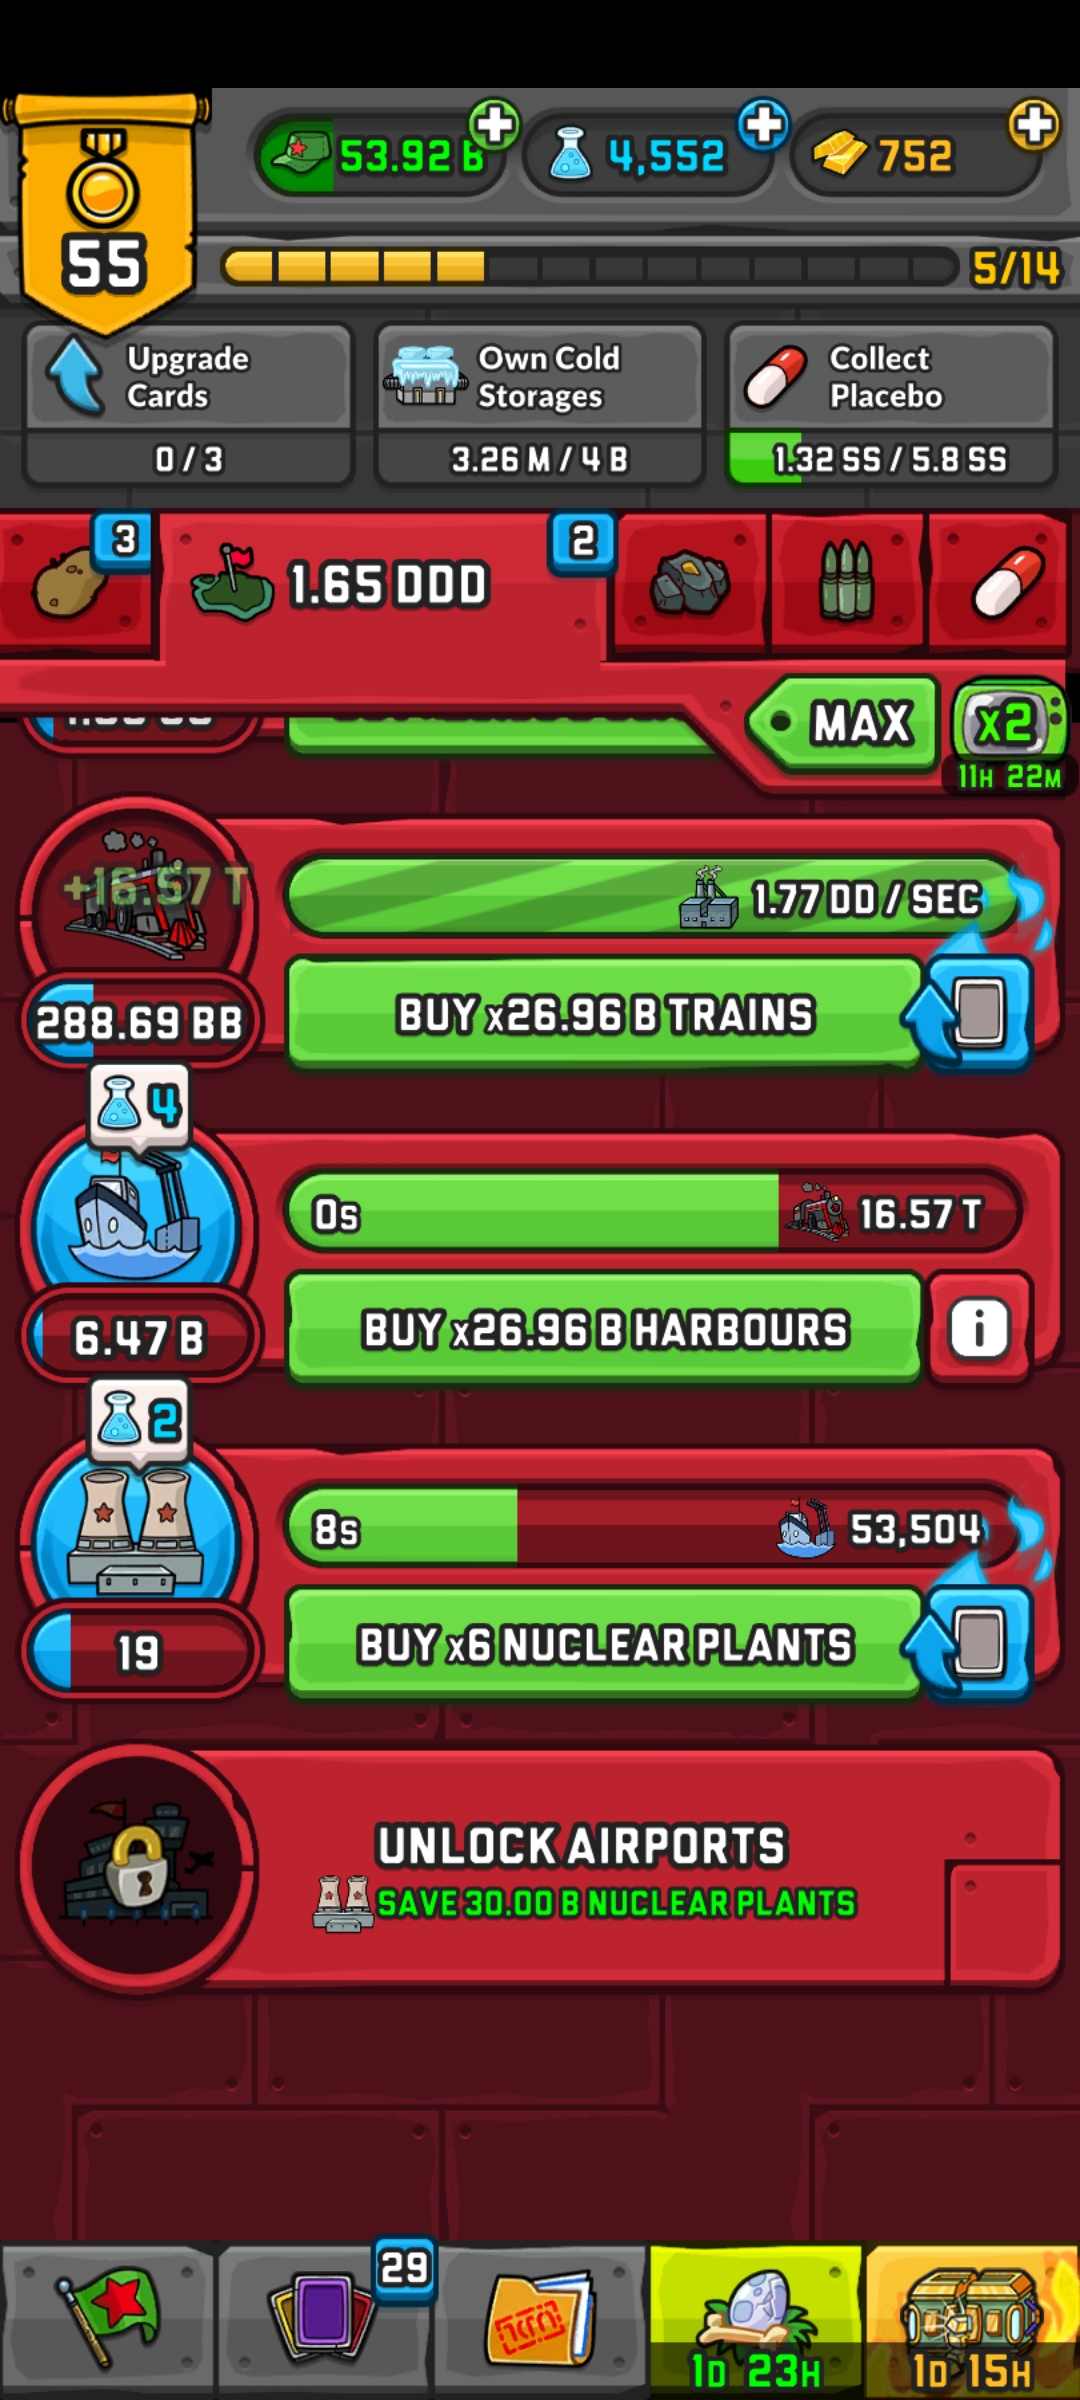 53.92 B
4,552
752
55
5/14
Upgrade
Cards
0 / 3
Own Cold
Storages
3.26 M / 4 B
Collect
Placebo
1.32 SS / 5.8 SS
3
1.65 DDD
2
MAX
X2
11H 22M
+16.57 T
1.77 DD / SEC
288.69 BB
BUY x26.96 B TRAINS
4
0s
16.57 T
6.47 B
BUY x26.96 B HARBOURS
i
2
8s
53,504
19
BUY x6 NUCLEAR PLANTS
UNLOCK AIRPORTS
SAVE 30.00 B NUCLEAR PLANTS
29
1D 23H
1D 15H